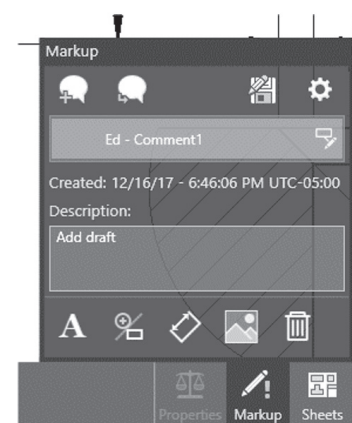 Markup
Ed - Comment1
Created: 12/16/17 - 6:46:06 PM UTC-05:00
Description:
Add draft
A
Properties Markup Sheets